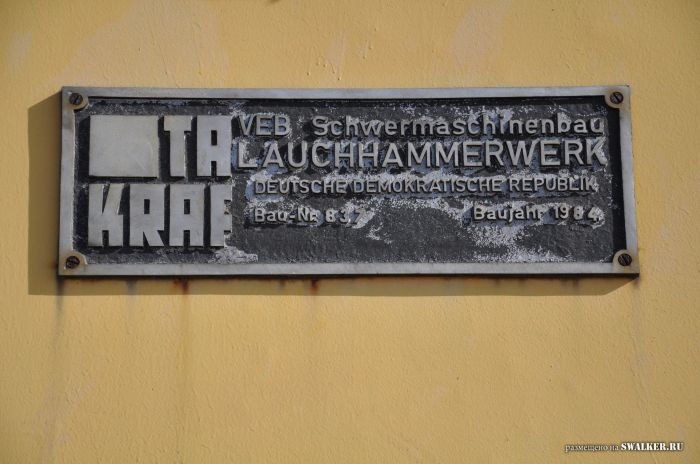 TA
KRAF
VEB Schwermaschinenbau
LAUCHHAMMERWERK
DEUTSCHE DEMOKRATISCHE REPUBLIK
Bau-Nr. 837 Baujahr 1984
размещено на SWALKER.RU